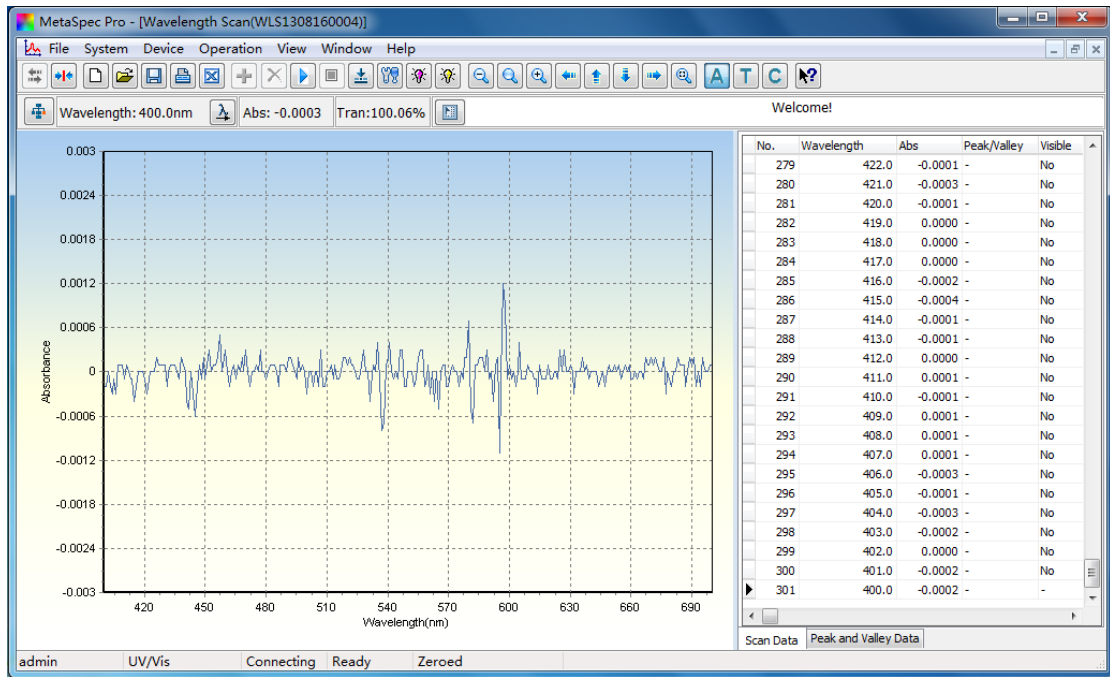 MetaSpec Pro - [Wavelength Scan(WLS1308160004)]
File System Device Operation View Window Help
A T C
Wavelength: 400.0nm Abs: -0.0003 Tran:100.06% Welcome!
0.003
0.0024
0.0018
0.0012
0.0006
0
-0.0006
-0.0012
-0.0018
-0.0024
-0.003
Absorbance
420 450 480 510 540 570 600 630 660 690
Wavelength(nm)
No. Wavelength Abs Peak/Valley Visible
279 422.0 -0.0001 - No
280 421.0 -0.0003 - No
281 420.0 -0.0001 - No
282 419.0 0.0000 - No
283 418.0 0.0000 - No
284 417.0 0.0000 - No
285 416.0 -0.0002 - No
286 415.0 -0.0004 - No
287 414.0 -0.0001 - No
288 413.0 -0.0001 - No
289 412.0 0.0000 - No
290 411.0 0.0001 - No
291 410.0 -0.0001 - No
292 409.0 0.0001 - No
293 408.0 0.0001 - No
294 407.0 0.0001 - No
295 406.0 -0.0003 - No
296 405.0 -0.0001 - No
297 404.0 -0.0003 - No
298 403.0 -0.0002 - No
299 402.0 0.0000 - No
300 401.0 -0.0002 - No
301 400.0 -0.0002 - -
Scan Data Peak and Valley Data
admin UV/Vis Connecting Ready Zeroed